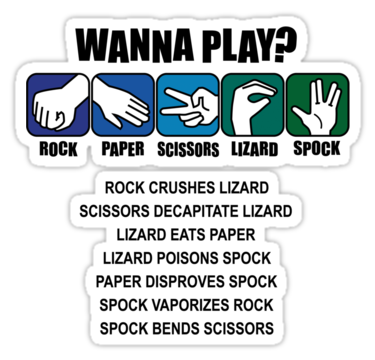 WANNA PLAY?
ROCK PAPER SCISSORS LIZARD SPOCK
ROCK CRUSHES LIZARD
SCISSORS DECAPITATE LIZARD
LIZARD EATS PAPER
LIZARD POISONS SPOCK
PAPER DISPROVES SPOCK
SPOCK VAPORIZES ROCK
SPOCK BENDS SCISSORS